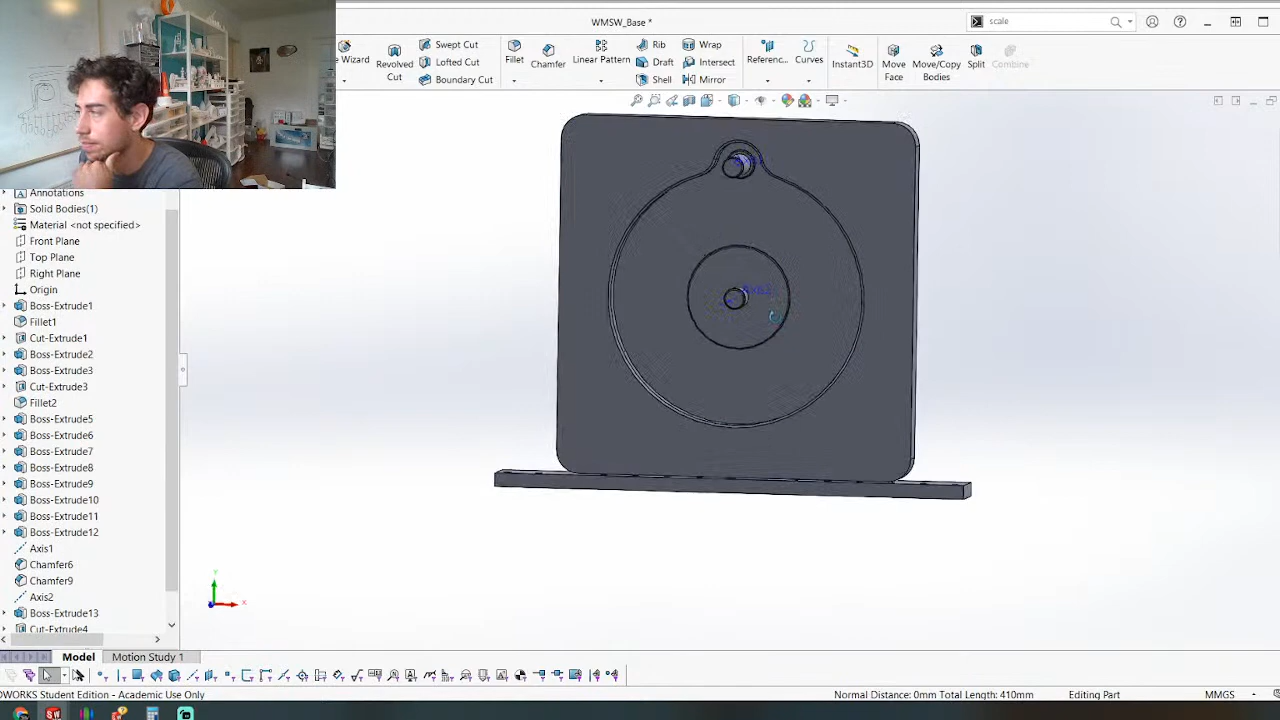 WMSW_Base *
scale
Wizard
Revolved Cut
Swept Cut
Lofted Cut
Boundary Cut
Fillet
Chamfer
Linear Pattern
Rib
Draft
Shell
Wrap
Intersect
Mirror
Referenc...
Curves
Instant3D
Move Face
Move/Copy Bodies
Split
Combine
Annotations
Solid Bodies(1)
Material <not specified>
Front Plane
Top Plane
Right Plane
Origin
Boss-Extrude1
Fillet1
Cut-Extrude1
Boss-Extrude2
Boss-Extrude3
Cut-Extrude3
Fillet2
Boss-Extrude5
Boss-Extrude6
Boss-Extrude7
Boss-Extrude8
Boss-Extrude9
Boss-Extrude10
Boss-Extrude11
Boss-Extrude12
Axis1
Chamfer6
Chamfer9
Axis2
Boss-Extrude13
Cut-Extrude4
Y
X
Model
Motion Study 1
OWORKS Student Edition - Academic Use Only
Normal Distance: 0mm Total Length: 410mm
Editing Part
MMGS